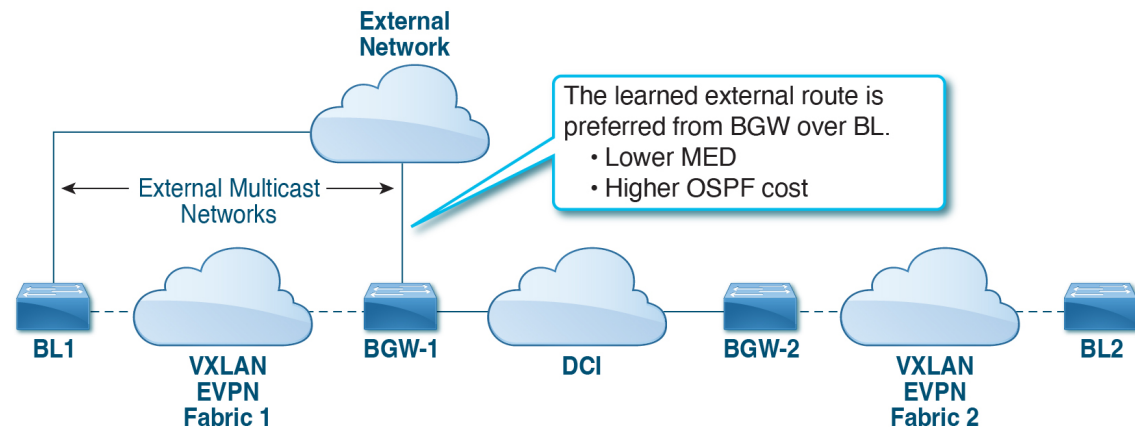 External
Network
The learned external route is
preferred from BGW over BL.
• Lower MED
• Higher OSPF cost
External Multicast
Networks
BL1
VXLAN
EVPN
Fabric 1
BGW-1
DCI
BGW-2
VXLAN
EVPN
Fabric 2
BL2